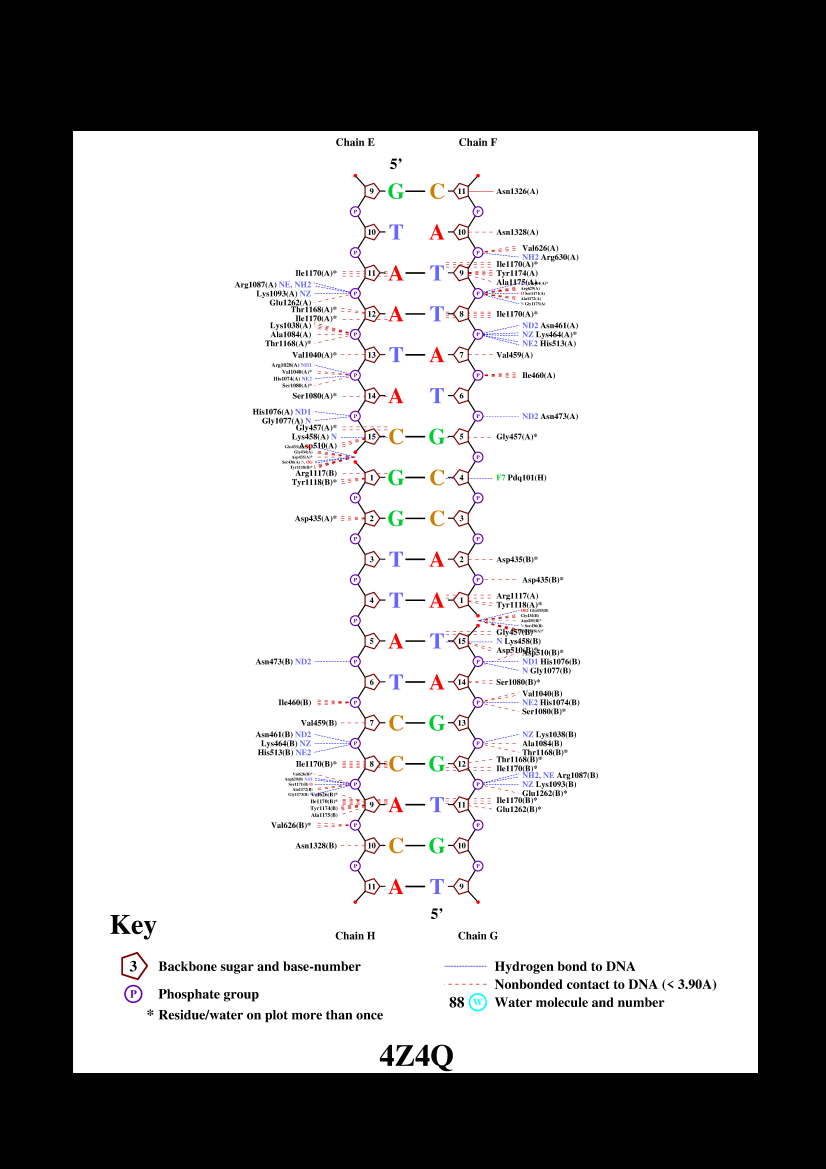 Chain E Chain F
5’
9 G C 11 Asn1326(A)
P P
10 T A 10 Asn1328(A)
Val626(A)
P P
NH2 Arg630(A)
Ile1170(A)*
Ile1170(A)* 11 A T 9 Tyr1174(A)
Ala1175(A)
Arg1087(A) NE, NH2
Lys1093(A) NZ P P
Glu1262(A)
Thr1168(A)*
12 A T 8 Ile1170(A)*
Ile1170(A)*
Lys1038(A) ND2 Asn461(A)
Ala1084(A) P P NZ Lys464(A)*
Thr1168(A)* NE2 His513(A)
Val1040(A)* 13 T A 7 Val459(A)
Arg1028(A) NH1
Val1040(A)*
P P Ile460(A)
His1074(A) NE2
Ser1080(A)*
Ser1080(A)* 14 A T 6
His1076(A) ND1 P P ND2 Asn473(A)
Gly1077(A) N
Gly457(A)*
Lys458(A) N 15 C G 5 Gly457(A)*
Asp510(A)
P
Arg1117(B)
1 G C 4 F7 Pdq101(H)
Tyr1118(B)*
P P
Asp435(A)* 2 G C 3
P P
3 T A 2 Asp435(B)*
P P Asp435(B)*
Arg1117(A)
4 T A 1
Tyr1118(A)*
P
Gly457(B)*
5 A T 15 N Lys458(B)
Asp510(B)*
Asp510(B)*
Asn473(B) ND2 P P ND1 His1076(B)
N Gly1077(B)
6 T A 14 Ser1080(B)*
Val1040(B)
Ile460(B) P P NE2 His1074(B)
Ser1080(B)*
Val459(B) 7 C G 13
Asn461(B) ND2 NZ Lys1038(B)
Lys464(B) NZ P P Ala1084(B)
His513(B) NE2 Thr1168(B)*
Thr1168(B)*
Ile1170(B)* 8 C G 12
Ile1170(B)*
NH2, NE Arg1087(B)
P P NZ Lys1093(B)
Glu1262(B)*
Val626(B)*
Ile1170(B)* Ile1170(B)*
Tyr1174(B) 9 A T 11
Ala1175(B) Glu1262(B)*
Val626(B)* P P
Asn1328(B) 10 C G 10
P P
11 A T 9
5’
Chain H Chain G
Key
3 Backbone sugar and base-number
P Phosphate group
* Residue/water on plot more than once
Hydrogen bond to DNA
Nonbonded contact to DNA (< 3.90A)
88 W Water molecule and number
4Z4Q